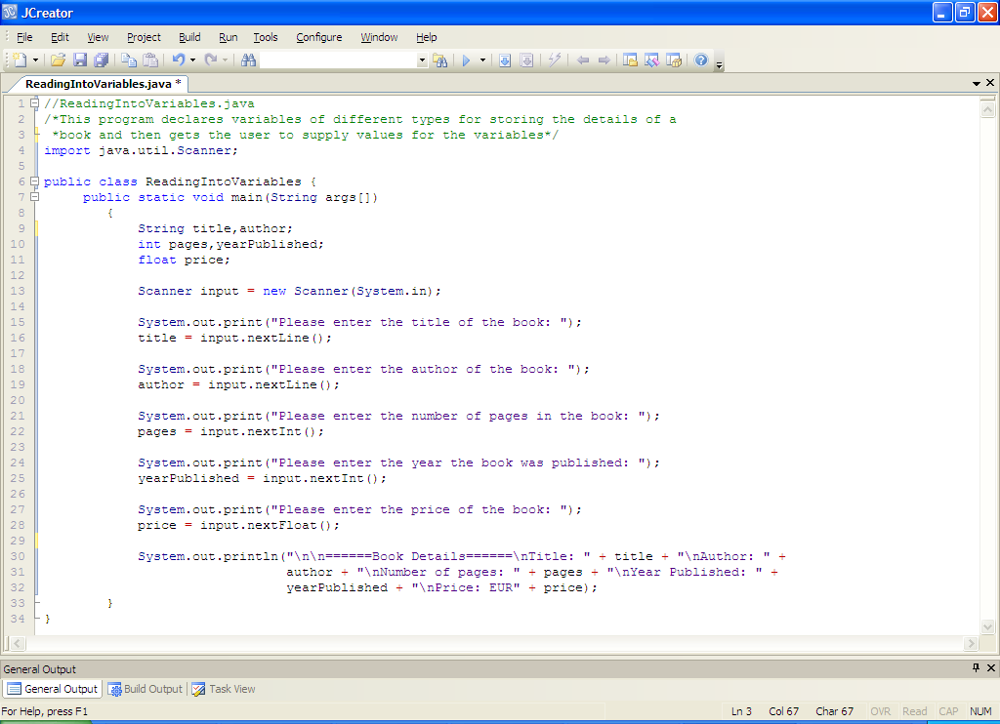 JCreator
File Edit View Project Build Run Tools Configure Window Help
ReadingIntoVariables.java *
1 //ReadingIntoVariables.java
2 /*This program declares variables of different types for storing the details of a
3 *book and then gets the user to supply values for the variables*/
4 import java.util.Scanner;
5
6 public class ReadingIntoVariables {
7 public static void main(String args[])
8 {
9 String title,author;
10 int pages,yearPublished;
11 float price;
12
13 Scanner input = new Scanner(System.in);
14
15 System.out.print("Please enter the title of the book: ");
16 title = input.nextLine();
17
18 System.out.print("Please enter the author of the book: ");
19 author = input.nextLine();
20
21 System.out.print("Please enter the number of pages in the book: ");
22 pages = input.nextInt();
23
24 System.out.print("Please enter the year the book was published: ");
25 yearPublished = input.nextInt();
26
27 System.out.print("Please enter the price of the book: ");
28 price = input.nextFloat();
29
30 System.out.println("\n\n======Book Details======\nTitle: " + title + "\nAuthor: " +
31 author + "\nNumber of pages: " + pages + "\nYear Published: " +
32 yearPublished + "\nPrice: EUR" + price);
33 }
34 }
General Output
General Output Build Output Task View
For Help, press F1 Ln 3 Col 67 Char 67 OVR Read CAP NUM